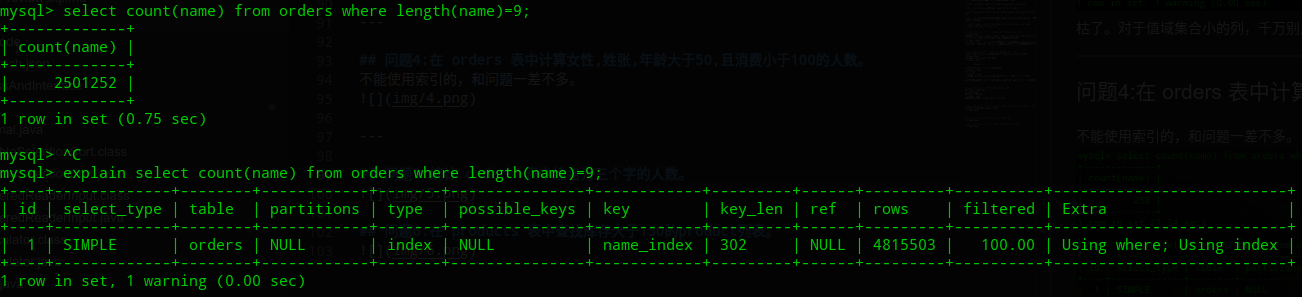 mysql> select count(name) from orders where length(name)=9;
+-------------+
| count(name) |
+-------------+
|     2501252 |
+-------------+
1 row in set (0.75 sec)
mysql> ^C
mysql> explain select count(name) from orders where length(name)=9;
+----+-------------+--------+------------+-------+---------------+------------+---------+------+---------+----------+--------------------------+
| id | select_type | table  | partitions | type  | possible_keys | key        | key_len | ref  | rows    | filtered | Extra                    |
+----+-------------+--------+------------+-------+---------------+------------+---------+------+---------+----------+--------------------------+
|  1 | SIMPLE      | orders | NULL       | index | NULL          | name_index | 302     | NULL | 4815503 |   100.00 | Using where; Using index |
+----+-------------+--------+------------+-------+---------------+------------+---------+------+---------+----------+--------------------------+
1 row in set, 1 warning (0.00 sec)
92
93 ## 问题4:在 orders 表中计算女性,姓张,年龄大于50,且消费小于100的人数。
94 不能使用索引的，和问题一差不多。
95 ![](img/4.png)
96
97 ---
98
枯了。对于值域集合小的列，千万别
问题4:在 orders 表中计算
不能使用索引的，和问题一差不多。